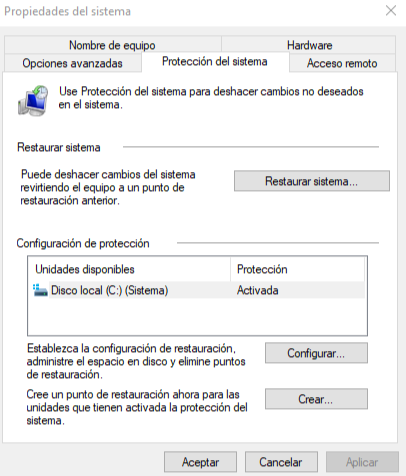 Propiedades del sistema
Nombre de equipo
Hardware
Opciones avanzadas
Protección del sistema
Acceso remoto
Use Protección del sistema para deshacer cambios no deseados
en el sistema.
Restaurar sistema
Puede deshacer cambios del sistema
revirtiendo el equipo a un punto de
restauración anterior.
Restaurar sistema...
Configuración de protección
Unidades disponibles
Protección
Disco local (C:) (Sistema)
Activada
Establezca la configuración de restauración,
administre el espacio en disco y elimine puntos
de restauración.
Configurar...
Cree un punto de restauración ahora para las
unidades que tienen activada la protección del
sistema.
Crear...
Aceptar
Cancelar
Aplicar